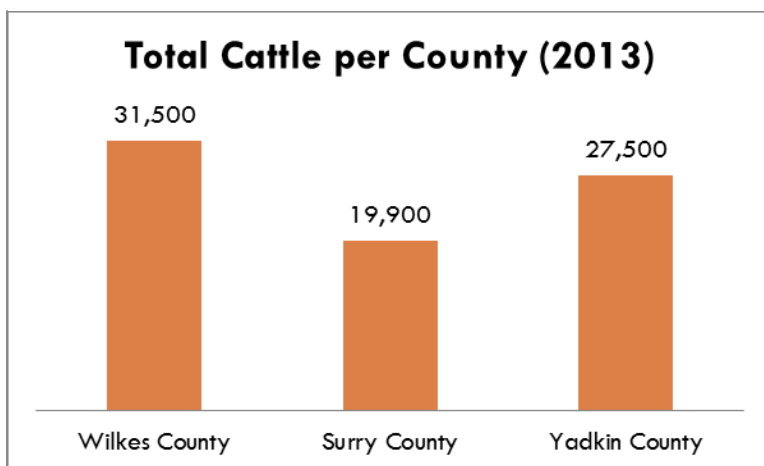 Total Cattle per County (2013)
31,500
19,900
27,500
Wilkes County
Surry County
Yadkin County